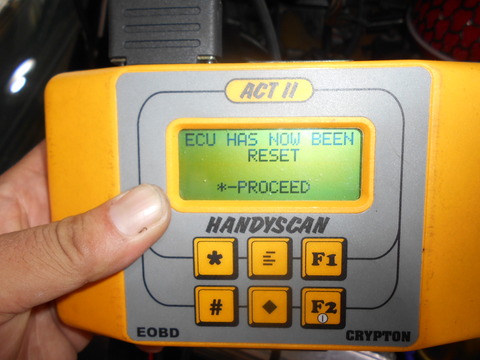 ACT II
ECU HAS NOW BEEN
RESET
*-PROCEED
HANDYSCAN
* F1
# F2
EOBD CRYPTON